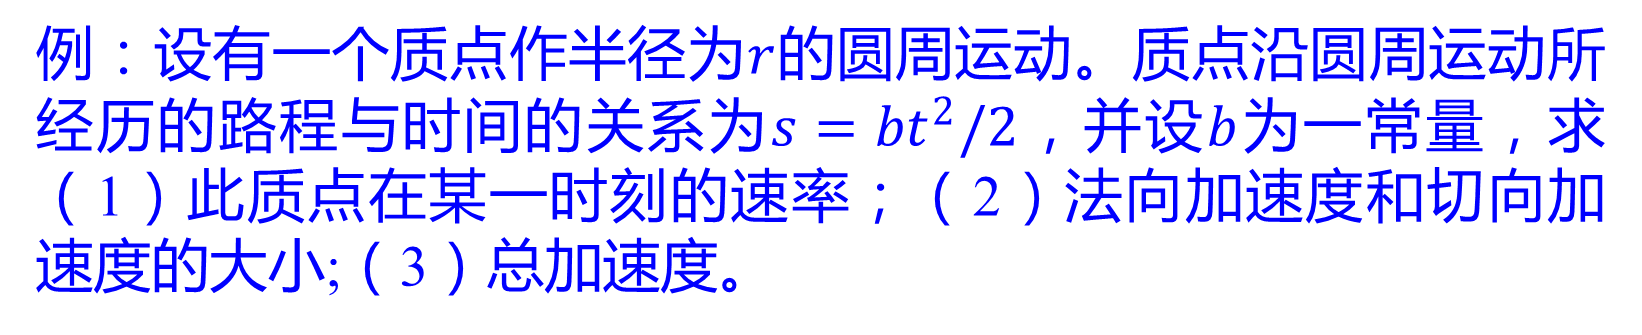 例：设有一个质点作半径为r的圆周运动。质点沿圆周运动所
经历的路程与时间的关系为s = bt²/2，并设b为一常量，求
（1）此质点在某一时刻的速率；（2）法向加速度和切向加
速度的大小;（3）总加速度。